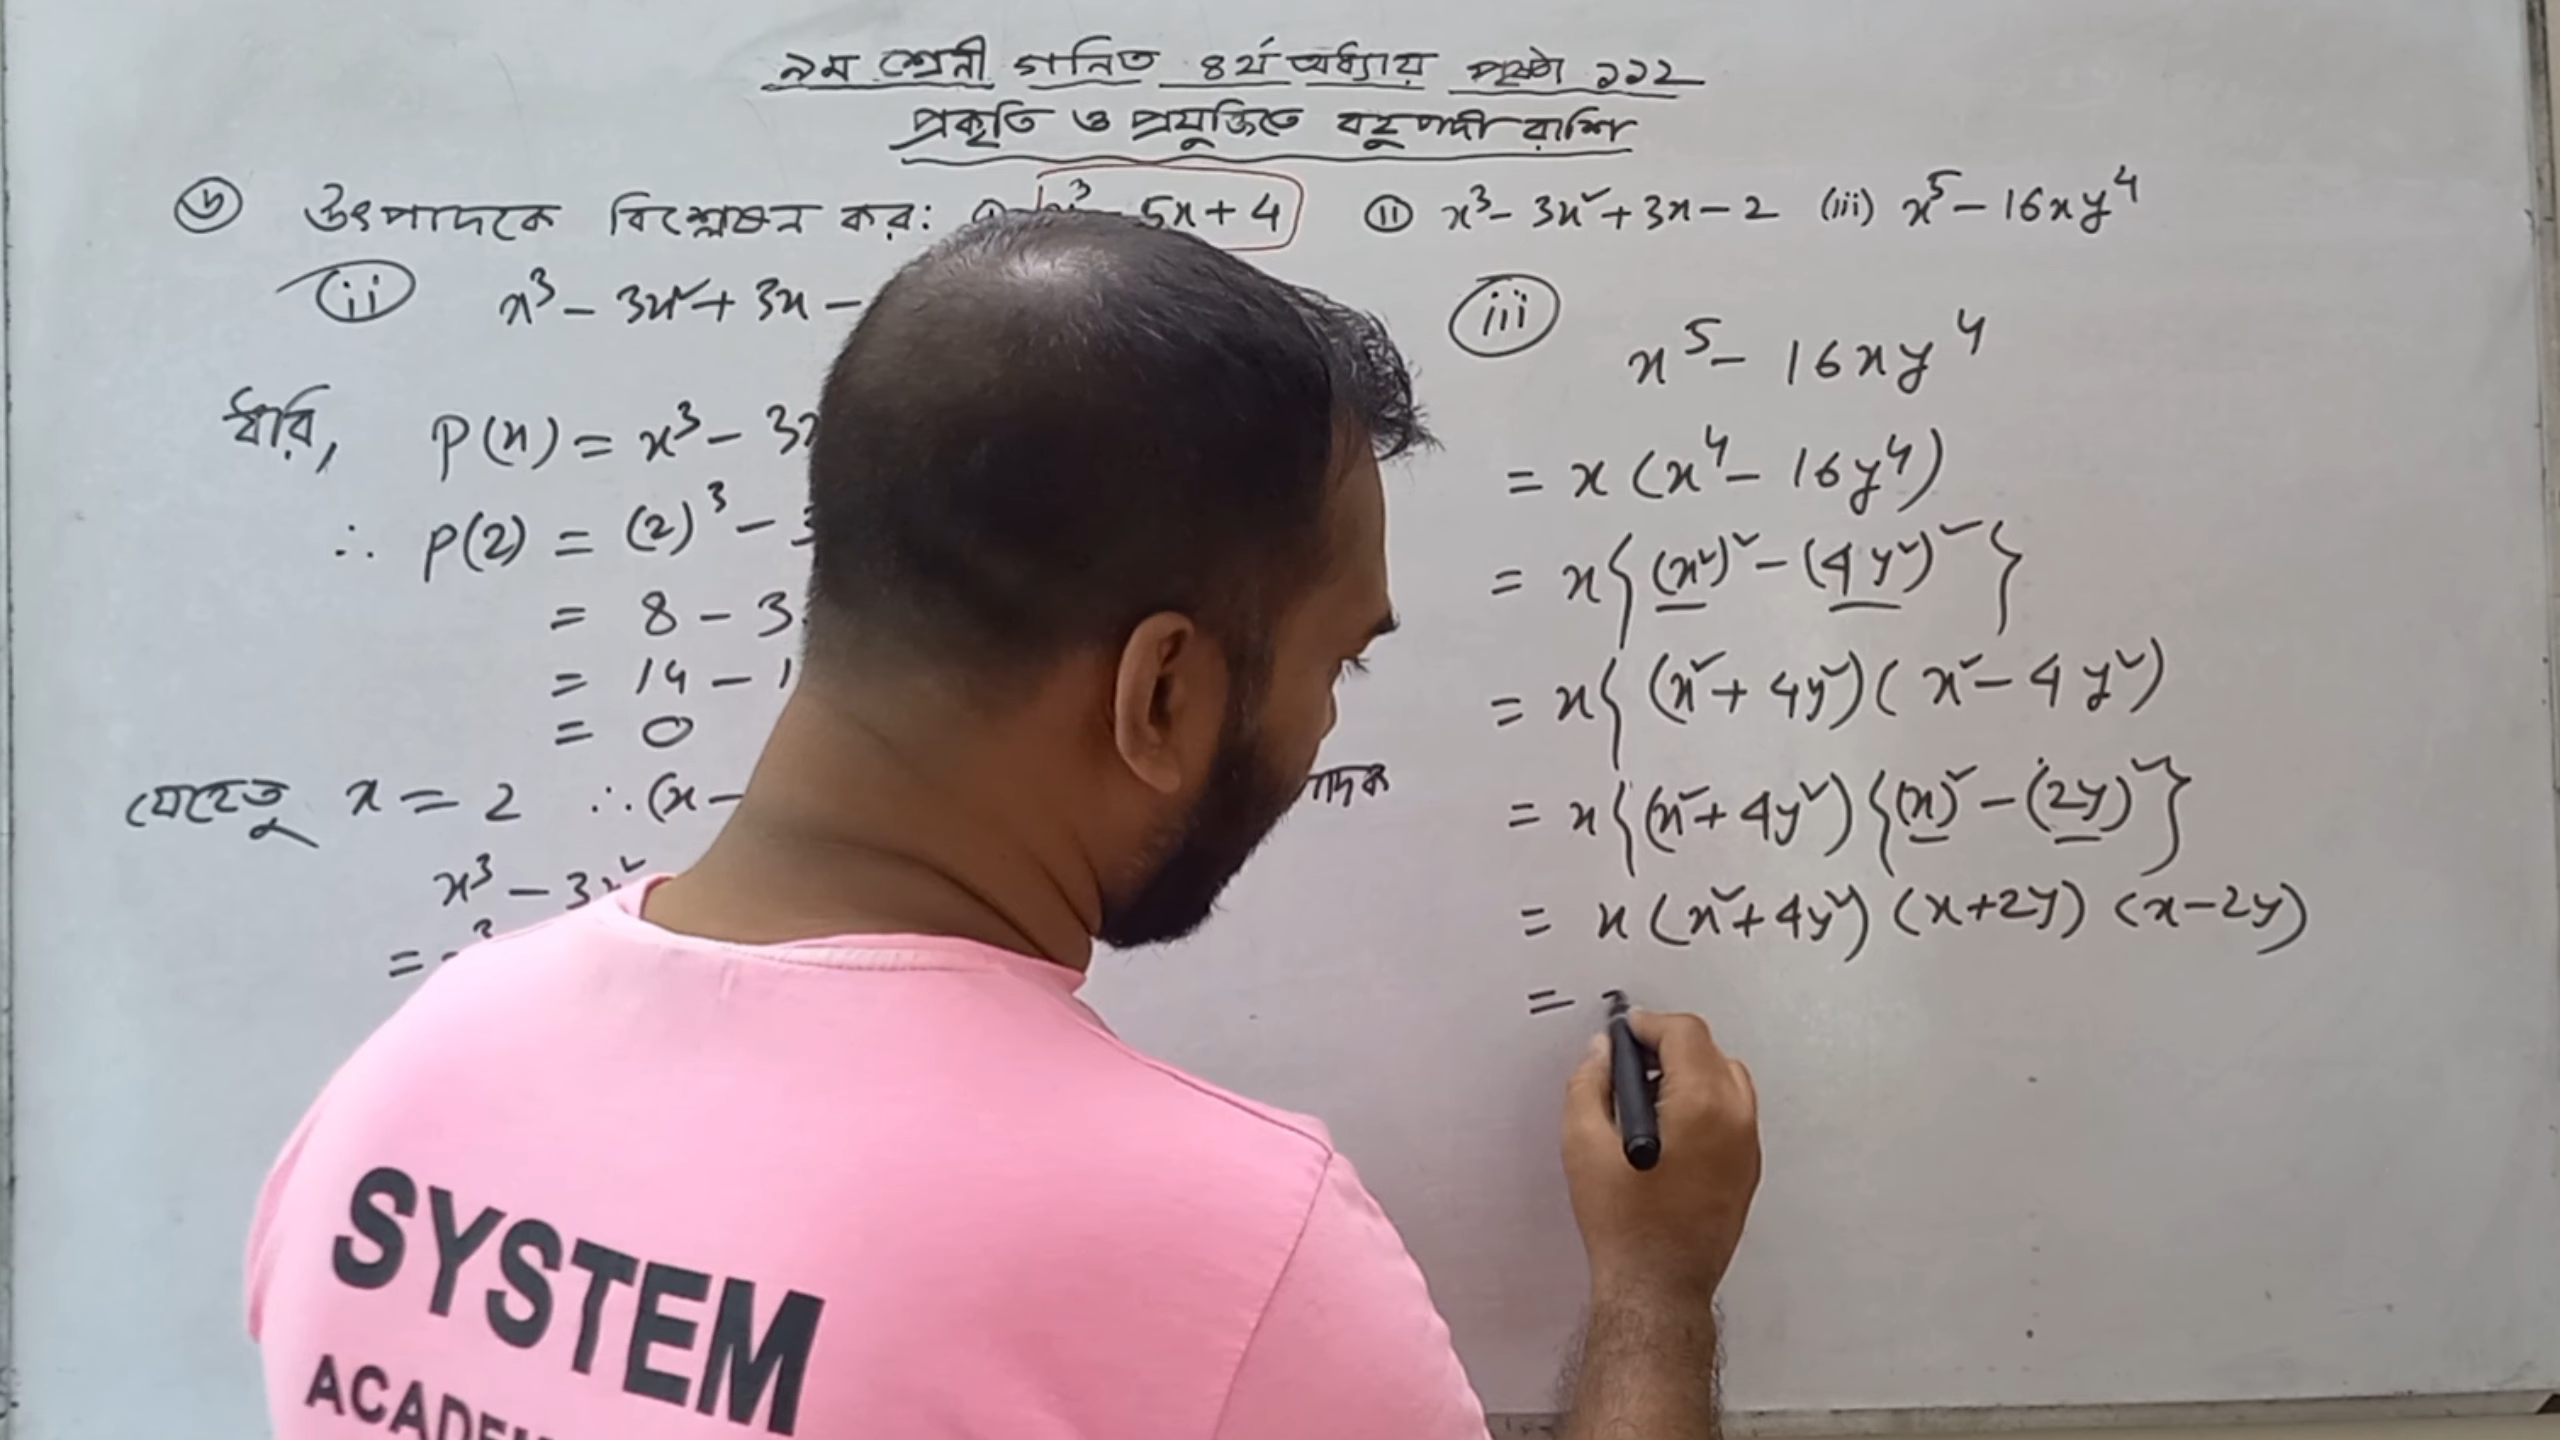 ৯ম শ্রেনী গনিত ৪র্থ অধ্যায় পৃষ্ঠা ১১২
প্রকৃতি ও প্রযুক্তিতে বহুপদী রাশি
৬ উৎপাদকে বিশ্লেষন কর: i x³ - 5x + 4 ii x³ - 3x² + 3x - 2 (iii) x⁵ - 16xy⁴
ii x³ - 3x² + 3x -
ধরি, P(x) = x³ - 3x
∴ P(2) = (2)³ - 3
= 8 - 3.
= 14 - 1
= 0
যেহেতু x = 2 ∴ (x -
x³ - 3x²
=
iii x⁵ - 16xy⁴
= x (x⁴ - 16y⁴)
= x{(x²)² - (4y²)²}
= x{(x² + 4y²)(x² - 4y²)
= x{(x² + 4y²){(x)² - (2y)²}
= x(x² + 4y²)(x + 2y)(x - 2y)
=
SYSTEM
ACADEM